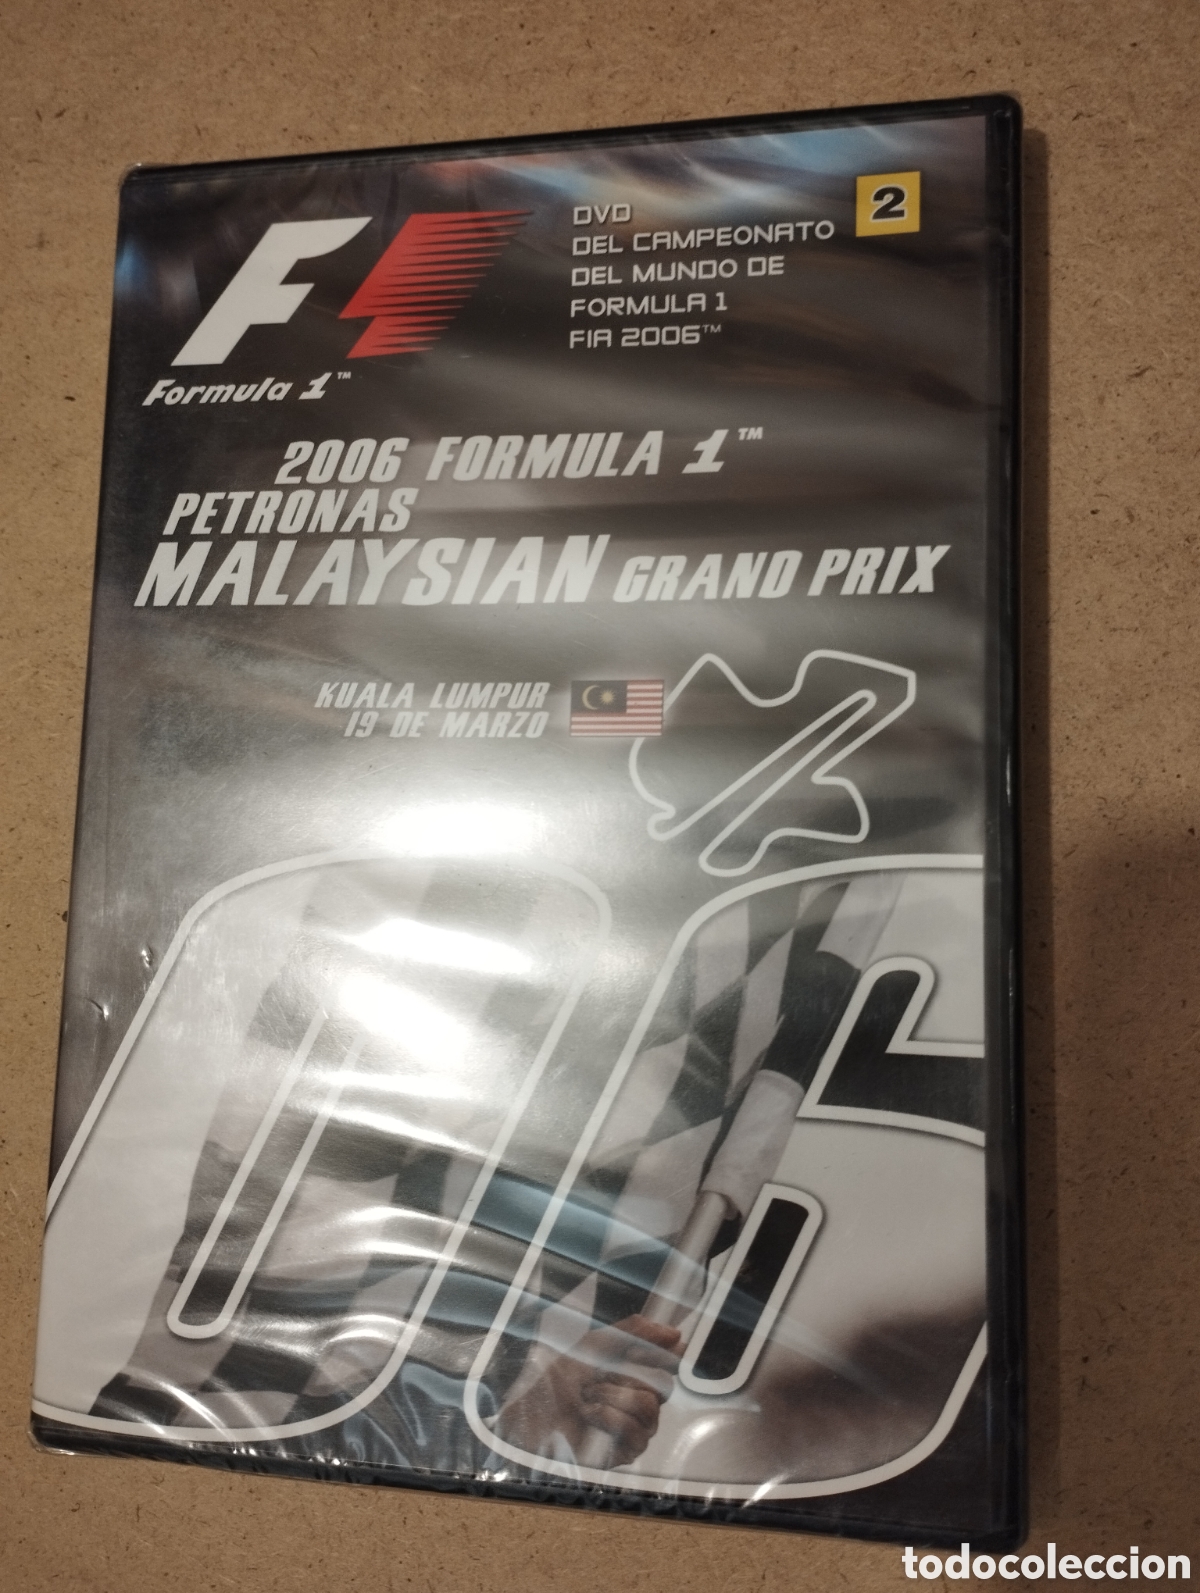 F1
Formula 1™
DVD
DEL CAMPEONATO
DEL MUNDO DE
FORMULA 1
FIA 2006™
2
2006 FORMULA 1™
PETRONAS
MALAYSIAN GRAND PRIX
KUALA LUMPUR
19 DE MARZO
06
todocoleccion